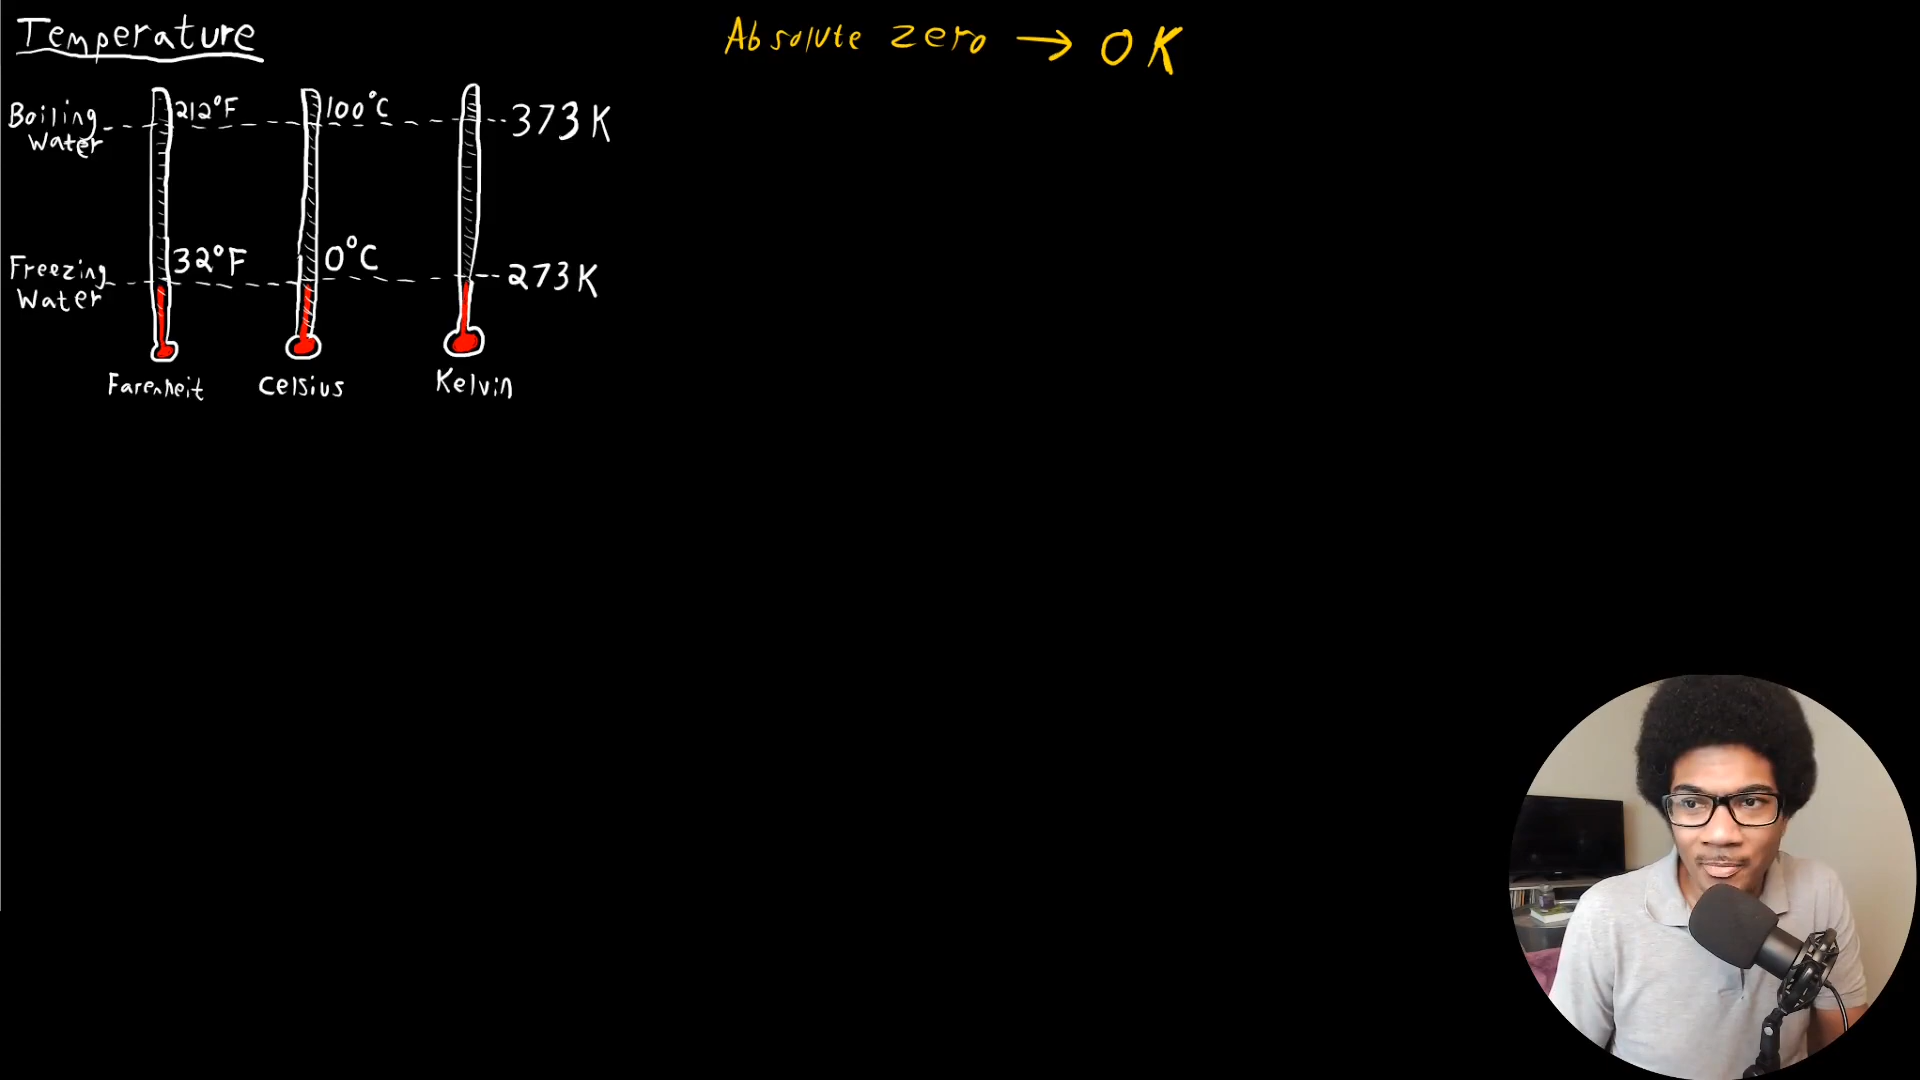 Temperature
Absolute zero → 0 K
Boiling Water
212°F
100°C
373 K
Freezing Water
32°F
0°C
273 K
Farenheit
Celsius
Kelvin